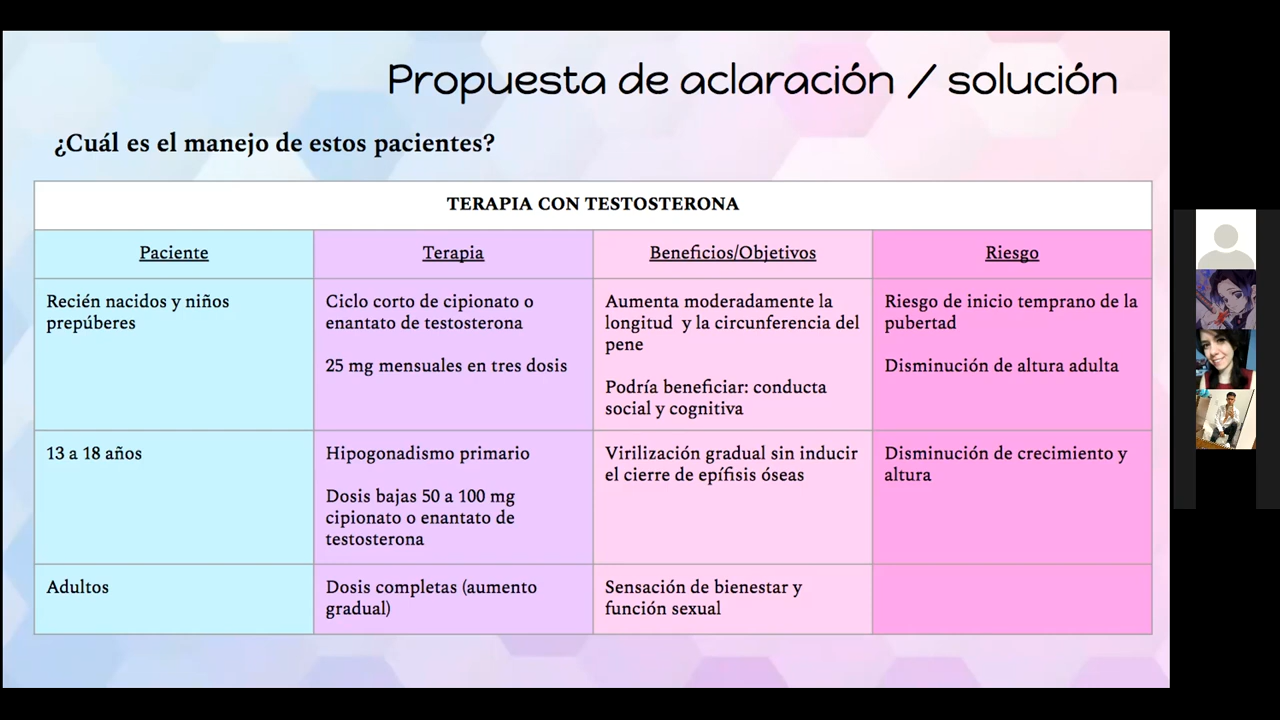 Propuesta de aclaración / solución
¿Cuál es el manejo de estos pacientes?
TERAPIA CON TESTOSTERONA
Paciente
Terapia
Beneficios/Objetivos
Riesgo
Recién nacidos y niños
prepúberes
Ciclo corto de cipionato o
enantato de testosterona
25 mg mensuales en tres dosis
Aumenta moderadamente la
longitud y la circunferencia del
pene
Podría beneficiar: conducta
social y cognitiva
Riesgo de inicio temprano de la
pubertad
Disminución de altura adulta
13 a 18 años
Hipogonadismo primario
Dosis bajas 50 a 100 mg
cipionato o enantato de
testosterona
Virilización gradual sin inducir
el cierre de epífisis óseas
Disminución de crecimiento y
altura
Adultos
Dosis completas (aumento
gradual)
Sensación de bienestar y
función sexual